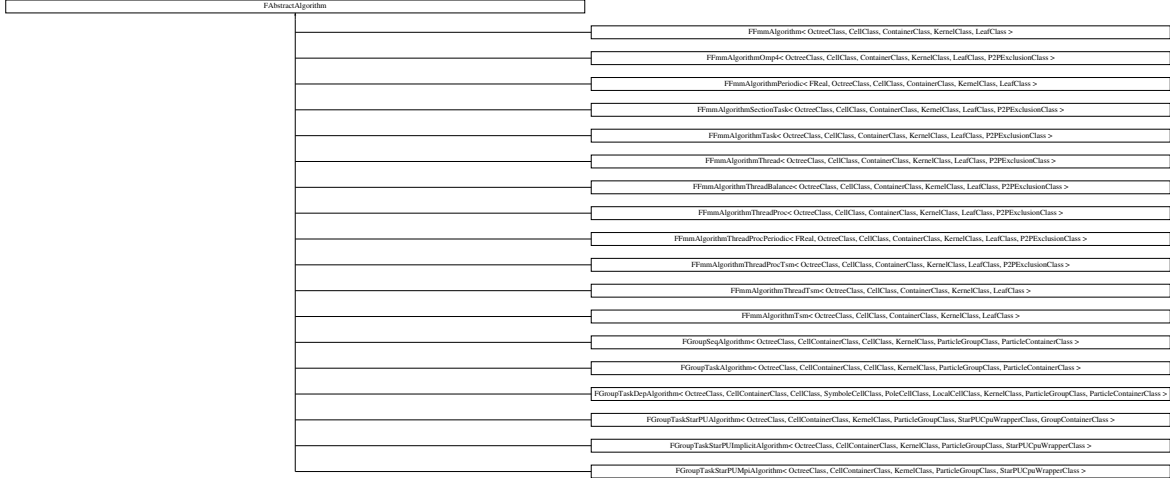 FAbstractAlgorithm
FFmmAlgorithm< OctreeClass, CellClass, ContainerClass, KernelClass, LeafClass >
FFmmAlgorithmOmp4< OctreeClass, CellClass, ContainerClass, KernelClass, LeafClass, P2PExclusionClass >
FFmmAlgorithmPeriodic< FReal, OctreeClass, CellClass, ContainerClass, KernelClass, LeafClass >
FFmmAlgorithmSectionTask< OctreeClass, CellClass, ContainerClass, KernelClass, LeafClass, P2PExclusionClass >
FFmmAlgorithmTask< OctreeClass, CellClass, ContainerClass, KernelClass, LeafClass, P2PExclusionClass >
FFmmAlgorithmThread< OctreeClass, CellClass, ContainerClass, KernelClass, LeafClass, P2PExclusionClass >
FFmmAlgorithmThreadBalance< OctreeClass, CellClass, ContainerClass, KernelClass, LeafClass, P2PExclusionClass >
FFmmAlgorithmThreadProc< OctreeClass, CellClass, ContainerClass, KernelClass, LeafClass, P2PExclusionClass >
FFmmAlgorithmThreadProcPeriodic< FReal, OctreeClass, CellClass, ContainerClass, KernelClass, LeafClass, P2PExclusionClass >
FFmmAlgorithmThreadProcTsm< OctreeClass, CellClass, ContainerClass, KernelClass, LeafClass, P2PExclusionClass >
FFmmAlgorithmThreadTsm< OctreeClass, CellClass, ContainerClass, KernelClass, LeafClass >
FFmmAlgorithmTsm< OctreeClass, CellClass, ContainerClass, KernelClass, LeafClass >
FGroupSeqAlgorithm< OctreeClass, CellContainerClass, CellClass, KernelClass, ParticleGroupClass, ParticleContainerClass >
FGroupTaskAlgorithm< OctreeClass, CellContainerClass, CellClass, KernelClass, ParticleGroupClass, ParticleContainerClass >
FGroupTaskDepAlgorithm< OctreeClass, CellContainerClass, CellClass, SymboleCellClass, PoleCellClass, LocalCellClass, KernelClass, ParticleGroupClass, ParticleContainerClass >
FGroupTaskStarPUAlgorithm< OctreeClass, CellContainerClass, KernelClass, ParticleGroupClass, StarPUCpuWrapperClass, GroupContainerClass >
FGroupTaskStarPUImplicitAlgorithm< OctreeClass, CellContainerClass, KernelClass, ParticleGroupClass, StarPUCpuWrapperClass >
FGroupTaskStarPUMpiAlgorithm< OctreeClass, CellContainerClass, KernelClass, ParticleGroupClass, StarPUCpuWrapperClass >